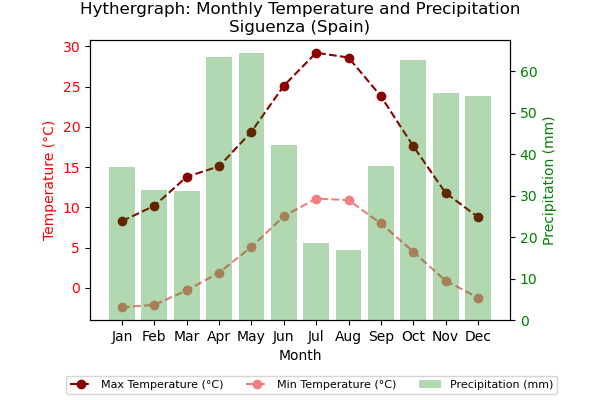 Hythergraph: Monthly Temperature and Precipitation
Siguenza (Spain)
Temperature (°C)
30
25
20
15
10
5
0
Precipitation (mm)
60
50
40
30
20
10
0
Jan Feb Mar Apr May Jun Jul Aug Sep Oct Nov Dec
Month
Max Temperature (°C) Min Temperature (°C) Precipitation (mm)